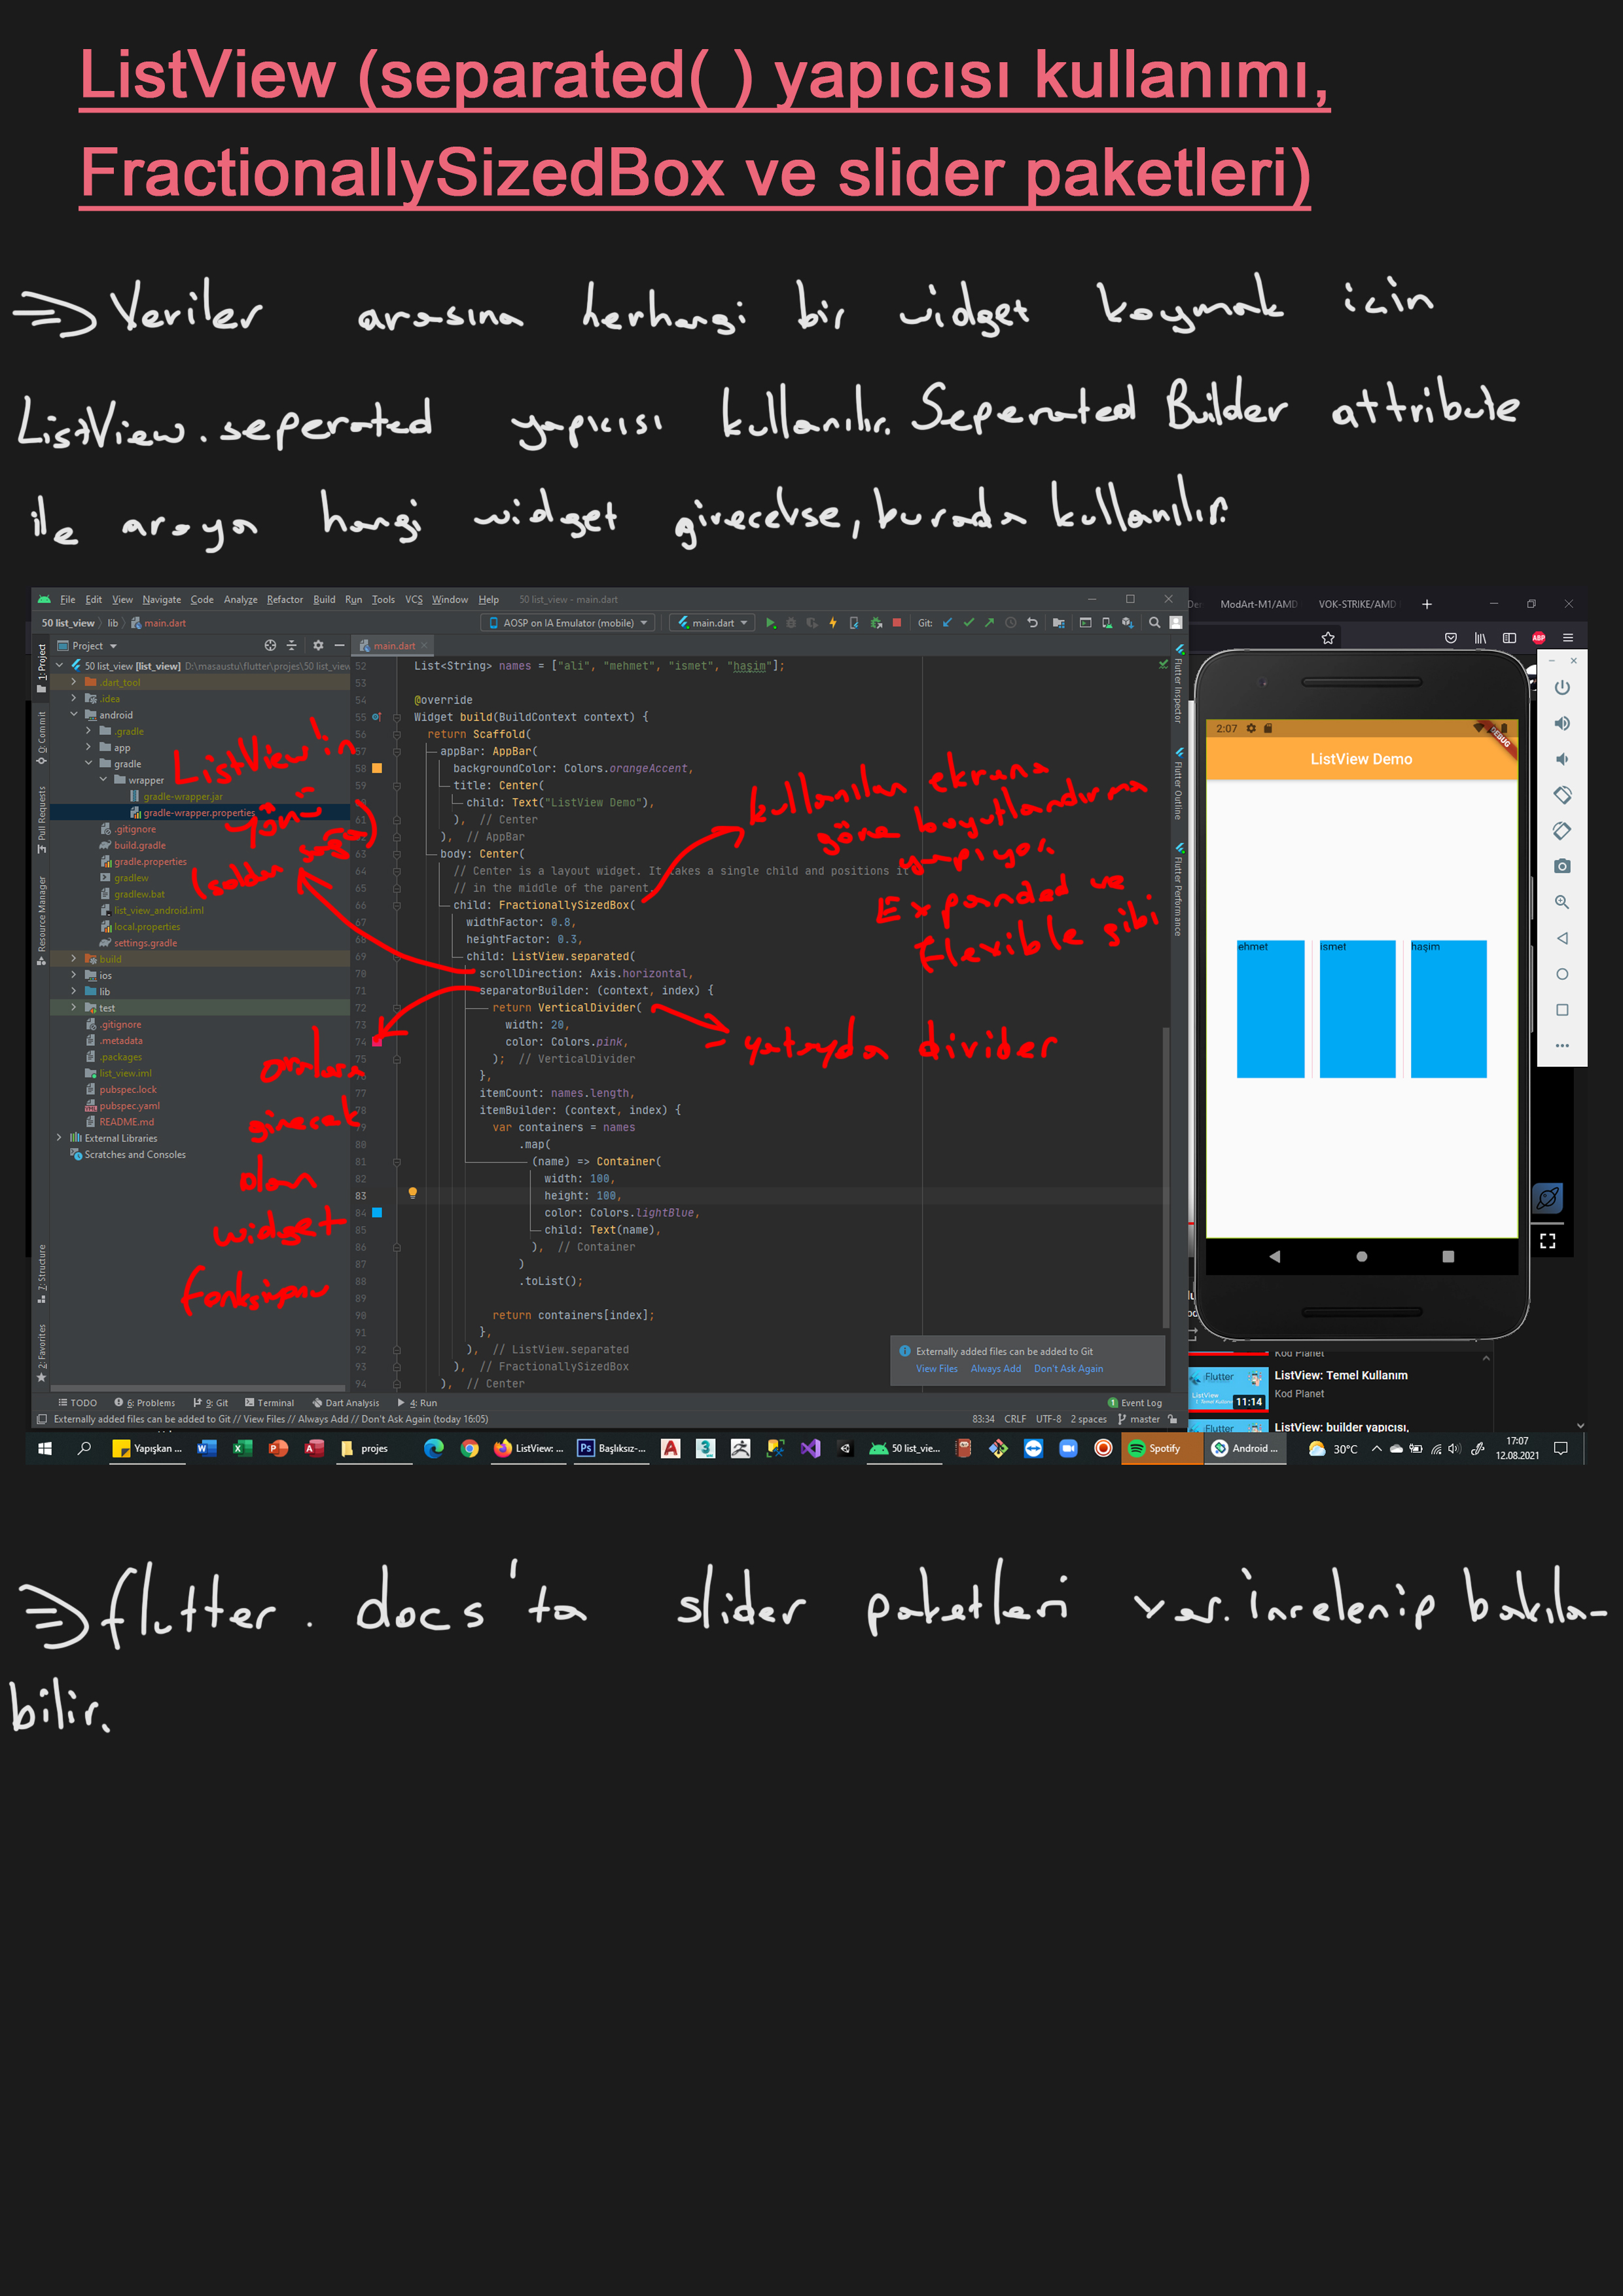 ListView (separated( ) yapıcısı kullanımı,
FractionallySizedBox ve slider paketleri)
=> Veriler arasına herhangi bir widget koymak için
ListView.seperated yapıcısı kullanılır. Seperated Builder attribute
ile araya hangi widget girecekse, burada kullanılır.
File Edit View Navigate Code Analyze Refactor Build Run Tools VCS Window Help 50 list_view - main.dart
ModArt-M1/AMD VOK-STRIKE/AMD
50 list_view lib main.dart
AOSP on IA Emulator (mobile) main.dart Git:
Project main.dart
50 list_view [list_view] D:\masaustu\flutter\projes\50 list_view
.dart_tool
.idea
android
.gradle
app
gradle
wrapper
gradle-wrapper.jar
gradle-wrapper.properties
.gitignore
build.gradle
gradle.properties
gradlew
gradlew.bat
list_view_android.iml
local.properties
settings.gradle
build
ios
lib
test
.gitignore
.metadata
.packages
list_view.iml
pubspec.lock
pubspec.yaml
README.md
External Libraries
Scratches and Consoles
1: Project
0: Commit
Pull Requests
Resource Manager
7: Structure
2: Favorites
52 List<String> names = ["ali", "mehmet", "ismet", "haşim"];
53
54 @override
55 Widget build(BuildContext context) {
56 return Scaffold(
57 appBar: AppBar(
58 backgroundColor: Colors.orangeAccent,
59 title: Center(
child: Text("ListView Demo"),
61 ), // Center
62 ), // AppBar
63 body: Center(
64 // Center is a layout widget. It takes a single child and positions it
65 // in the middle of the parent.
66 child: FractionallySizedBox(
67 widthFactor: 0.8,
68 heightFactor: 0.3,
69 child: ListView.separated(
70 scrollDirection: Axis.horizontal,
71 separatorBuilder: (context, index) {
72 return VerticalDivider(
73 width: 20,
74 color: Colors.pink,
75 ); // VerticalDivider
76 },
77 itemCount: names.length,
78 itemBuilder: (context, index) {
79 var containers = names
80 .map(
81 (name) => Container(
82 width: 100,
83 height: 100,
84 color: Colors.lightBlue,
85 child: Text(name),
86 ), // Container
87 )
88 .toList();
89
90 return containers[index];
91 },
92 ), // ListView.separated
93 ), // FractionallySizedBox
94 ), // Center
ListView'in
yönü
(soldan sağa)
kullanılan ekrana
göre boyutlandırma
yapıyor.
Expanded ve
flexible gibi
- yatayda divider
aralara
girecek
olan
widget
fonksiyonu
Flutter Inspector
Flutter Outline
Flutter Performance
2:07
DEBUG
ListView Demo
ehmet ismet haşim
Externally added files can be added to Git
View Files Always Add Don't Ask Again
Kod Planet
Flutter
ListView
11:14
ListView: Temel Kullanım
Kod Planet
ListView: builder yapıcısı,
TODO 6: Problems 9: Git Terminal Dart Analysis 4: Run 1 Event Log
Externally added files can be added to Git // View Files // Always Add // Don't Ask Again (today 16:05) 83:34 CRLF UTF-8 2 spaces master
Yapışkan ... projes ListView: ... Başlıksız-... 50 list_vie... Spotify Android ... 30°C 17:07
12.08.2021
=> flutter. docs'ta slider paketleri var. İncelenip bakıla-
bilir.